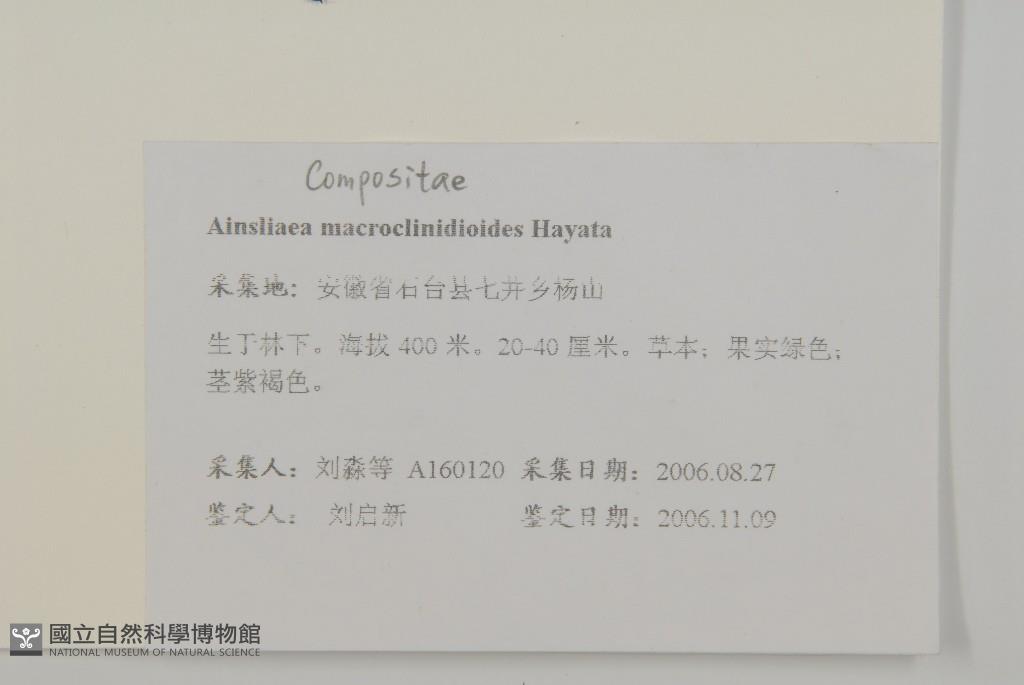 Compositae
Ainsliaea macroclinidioides Hayata
采集地：安徽省石台县七井乡杨山
生于林下。海拔 400 米。20-40 厘米。草本；果实绿色；
茎紫褐色。
采集人：刘淼等 A160120 采集日期：2006.08.27
鉴定人： 刘启新 鉴定日期：2006.11.09
國立自然科學博物館
NATIONAL MUSEUM OF NATURAL SCIENCE